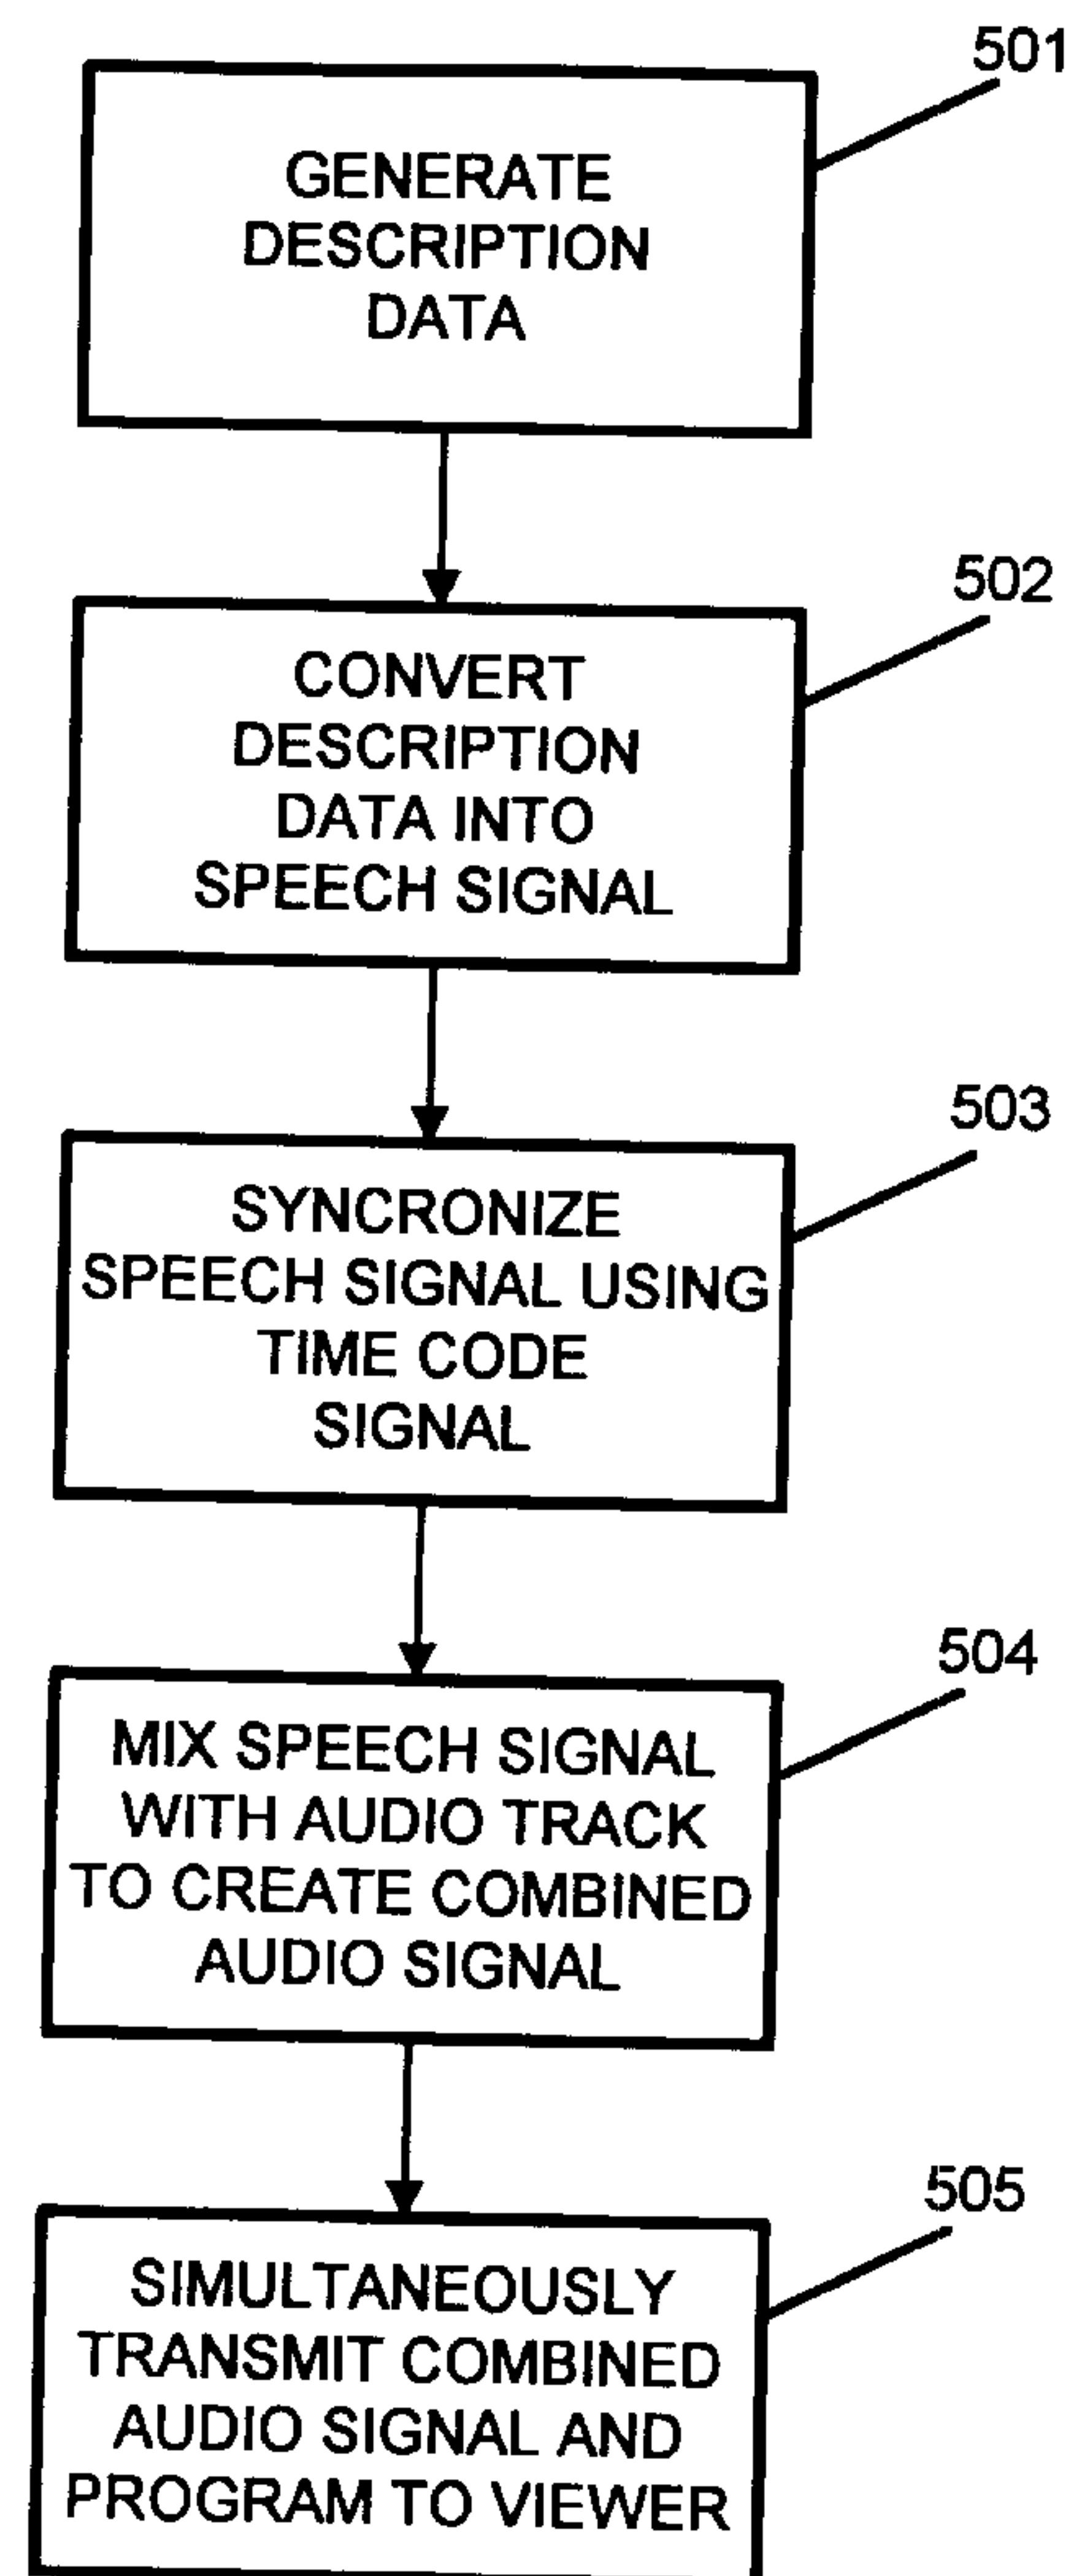 501
GENERATE
DESCRIPTION
DATA
502
CONVERT
DESCRIPTION
DATA INTO
SPEECH SIGNAL
503
SYNCRONIZE
SPEECH SIGNAL USING
TIME CODE
SIGNAL
504
MIX SPEECH SIGNAL
WITH AUDIO TRACK
TO CREATE COMBINED
AUDIO SIGNAL
505
SIMULTANEOUSLY
TRANSMIT COMBINED
AUDIO SIGNAL AND
PROGRAM TO VIEWER